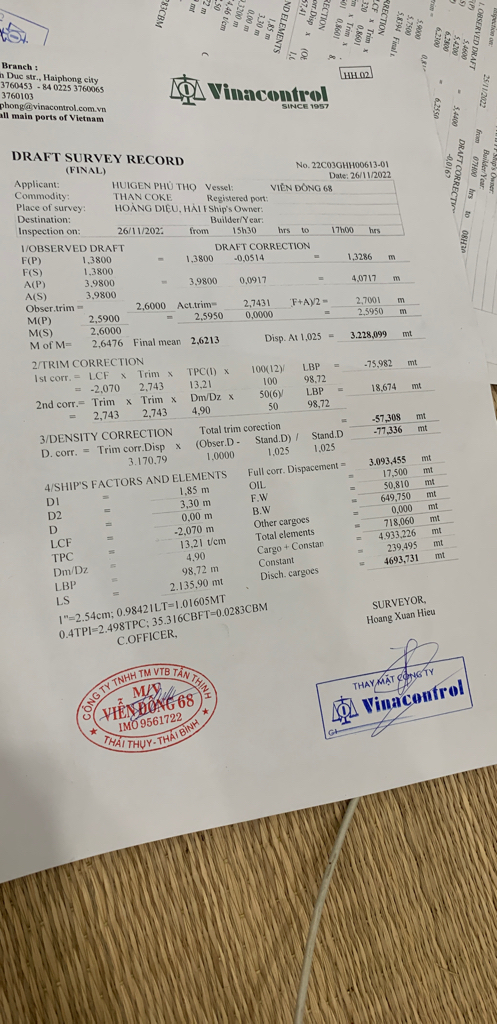 Branch :
h Duc str., Haiphong city
3760453 - 84 0225 3760065
3760103
phong@vinacontrol.com.vn
all main ports of Vietnam
HH 02
Vinacontrol
SINCE 1957
DRAFT SURVEY RECORD
(FINAL)
No. 22C03GHH00613-01
Date: 26/11/2022
Applicant: HUIGEN PHÚ THỌ Vessel: VIỄN ĐÔNG 68
Commodity: THAN COKE Registered port:
Place of survey: HOÀNG DIỆU, HẢI P Ship's Owner:
Destination: Builder/Year:
Inspection on: 26/11/2022 from 15h30 hrs to 17h00 hrs
1/OBSERVED DRAFT DRAFT CORRECTION
F(P) 1,3800 = 1,3800 -0,0514 = 1,3286 m
F(S) 1,3800
A(P) 3,9800 = 3,9800 0,0917 = 4,0717 m
A(S) 3,9800
Obser.trim = 2,6000 Act.trim= 2,7431 (F+A)/2 = 2,7001 m
M(P) 2,5900 = 2,5950 0,0000 = 2,5950 m
M(S) 2,6000
M of M= 2,6476 Final mean 2,6213 Disp. At 1,025 = 3.228,099 mt
2/TRIM CORRECTION
1st corr. = LCF x Trim x TPC(I) x 100(12)/ LBP = -75,982 mt
= -2,070 2,743 13,21 100 98,72
2nd corr.= Trim x Trim x Dm/Dz x 50(6)/ LBP = 18,674 mt
= 2,743 2,743 4,90 50 98,72
Total trim corection -57,308 mt
3/DENSITY CORRECTION
D. corr. = Trim corr.Disp x (Obser.D - Stand.D) / Stand.D -77,336 mt
3.170.79 1,0000 1,025 1,025
4/SHIP'S FACTORS AND ELEMENTS
Full corr. Dispacement = 3.093,455 mt
D1 = 1,85 m
OIL = 17,500 mt
D2 = 3,30 m
F.W = 50,810 mt
D = 0,00 m
B.W = 649,750 mt
LCF = -2,070 m
Other cargoes = 0,000 mt
TPC = 13,21 t/cm
Total elements = 718,060 mt
Dm/Dz = 4,90
Cargo + Constan = 4.933,226 mt
LBP = 98,72 m
Constant = 239,495 mt
LS = 2.135,90 mt
Disch. cargoes = 4693,731 mt
1"=2.54cm; 0.98421LT=1.01605MT
0.4TPI=2.498TPC; 35.316CBFT=0.0283CBM
C.OFFICER,
SURVEYOR,
Hoang Xuan Hieu
CÔNG TY TNHH TM VTB TÂN THỊNH
M/V
VIỄN ĐÔNG 68
IMO 9561722
THÁI THỤY - THÁI BÌNH
THAY MẶT CÔNG TY
Vinacontrol
G1